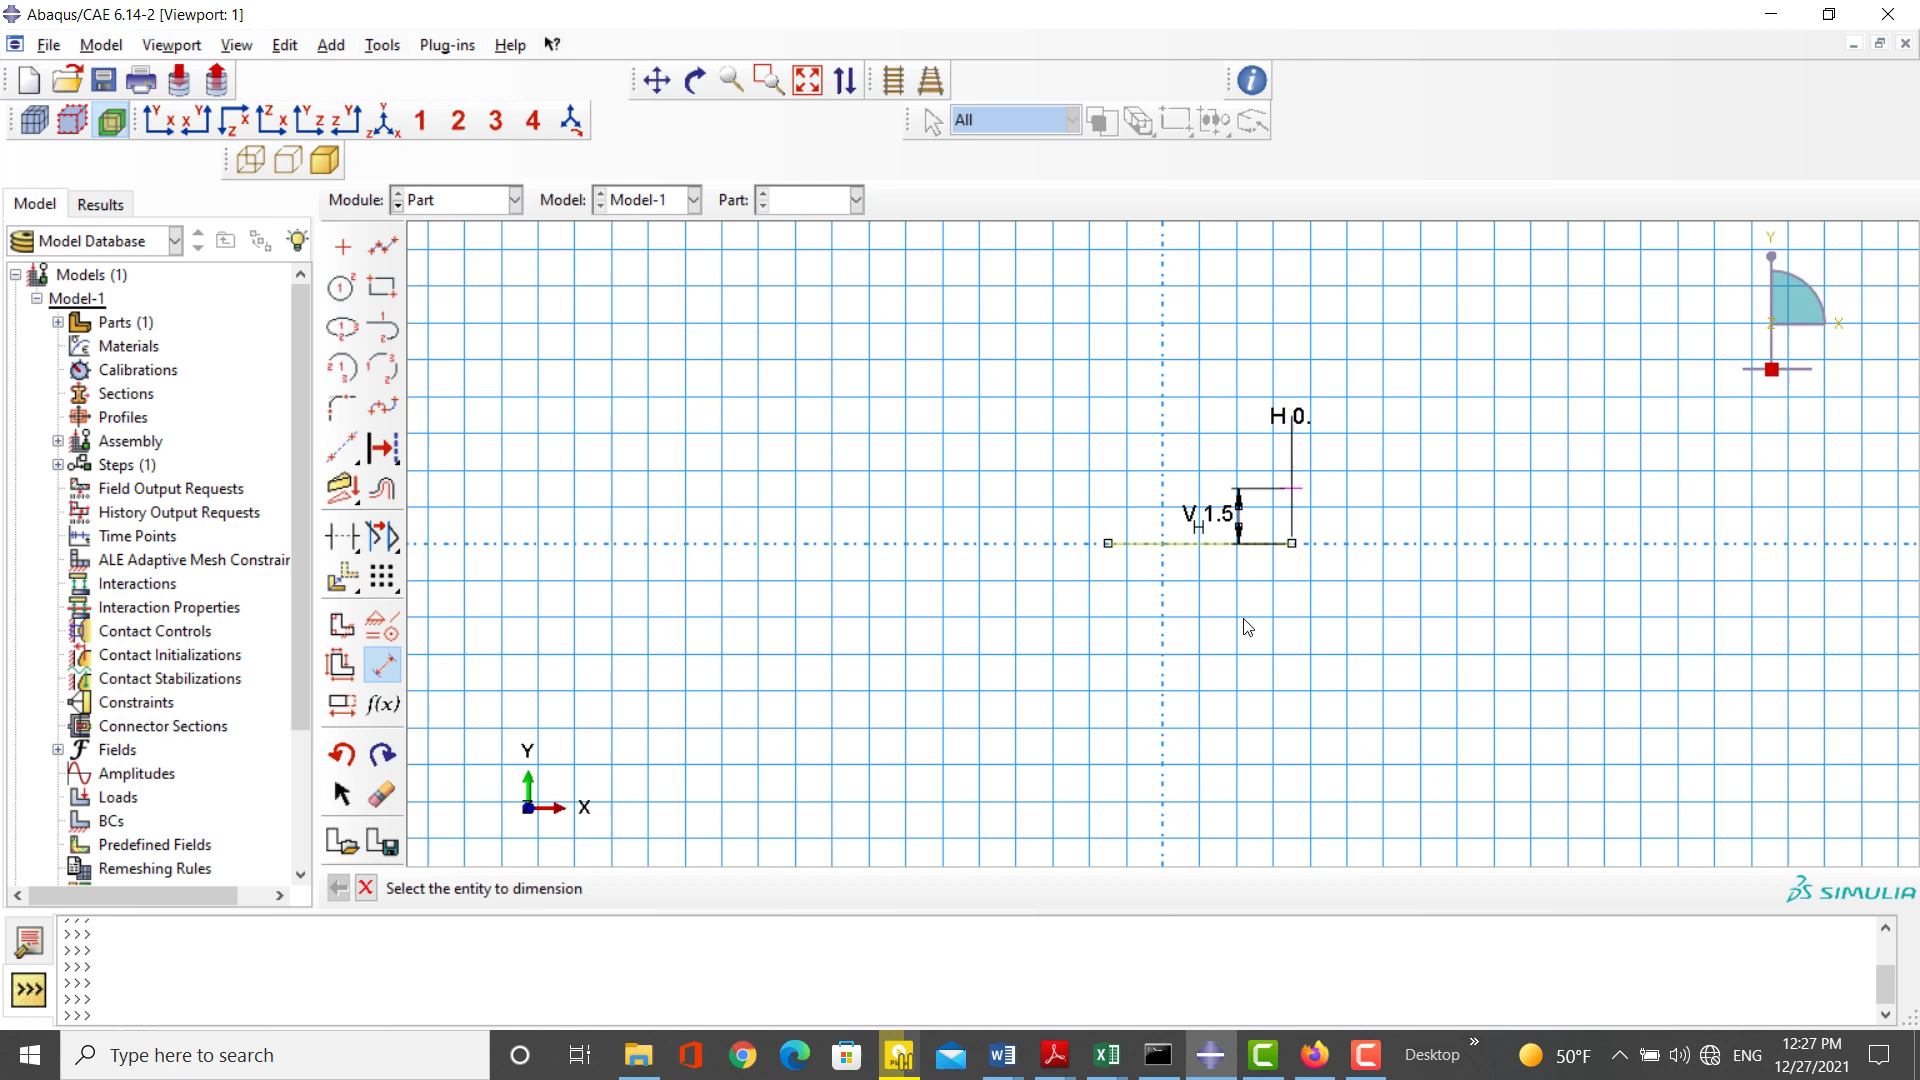 Abaqus/CAE 6.14-2 [Viewport: 1]
File Model Viewport View Edit Add Tools Plug-ins Help
1 2 3 4
All
Model Results
Module: Part Model: Model-1 Part:
Model Database
Models (1)
Model-1
Parts (1)
Materials
Calibrations
Sections
Profiles
Assembly
Steps (1)
Field Output Requests
History Output Requests
Time Points
ALE Adaptive Mesh Constrain
Interactions
Interaction Properties
Contact Controls
Contact Initializations
Contact Stabilizations
Constraints
Connector Sections
Fields
Amplitudes
Loads
BCs
Predefined Fields
Remeshing Rules
f(x)
Y
Z X
H 0.
V 1.5
H
Y
X
Select the entity to dimension
SIMULIA
>>>
>>>
>>>
>>>
>>>
>>>
>>>
Type here to search
Desktop
50°F
ENG
12:27 PM
12/27/2021